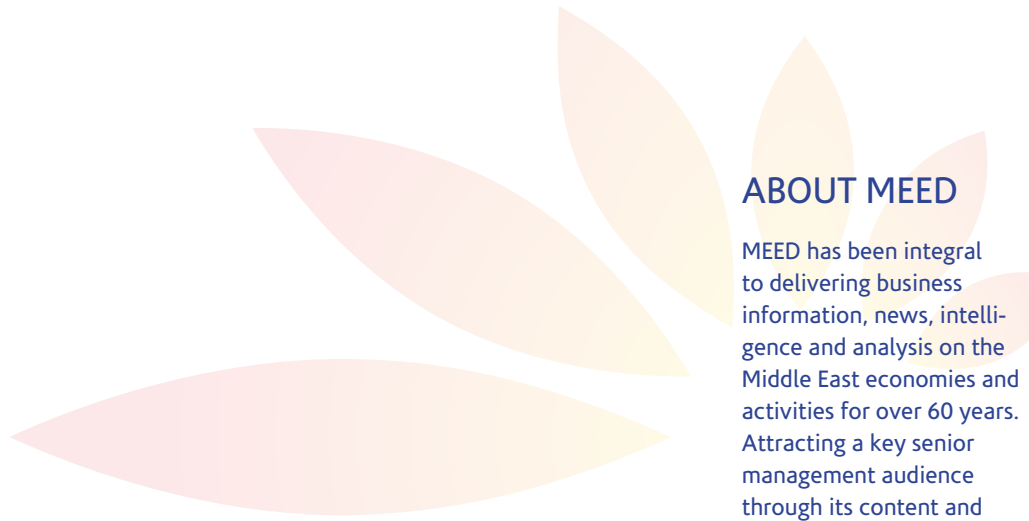 ABOUT MEED
MEED has been integral
to delivering business
information, news, intelli-
gence and analysis on the
Middle East economies and
activities for over 60 years.
Attracting a key senior
management audience
through its content and